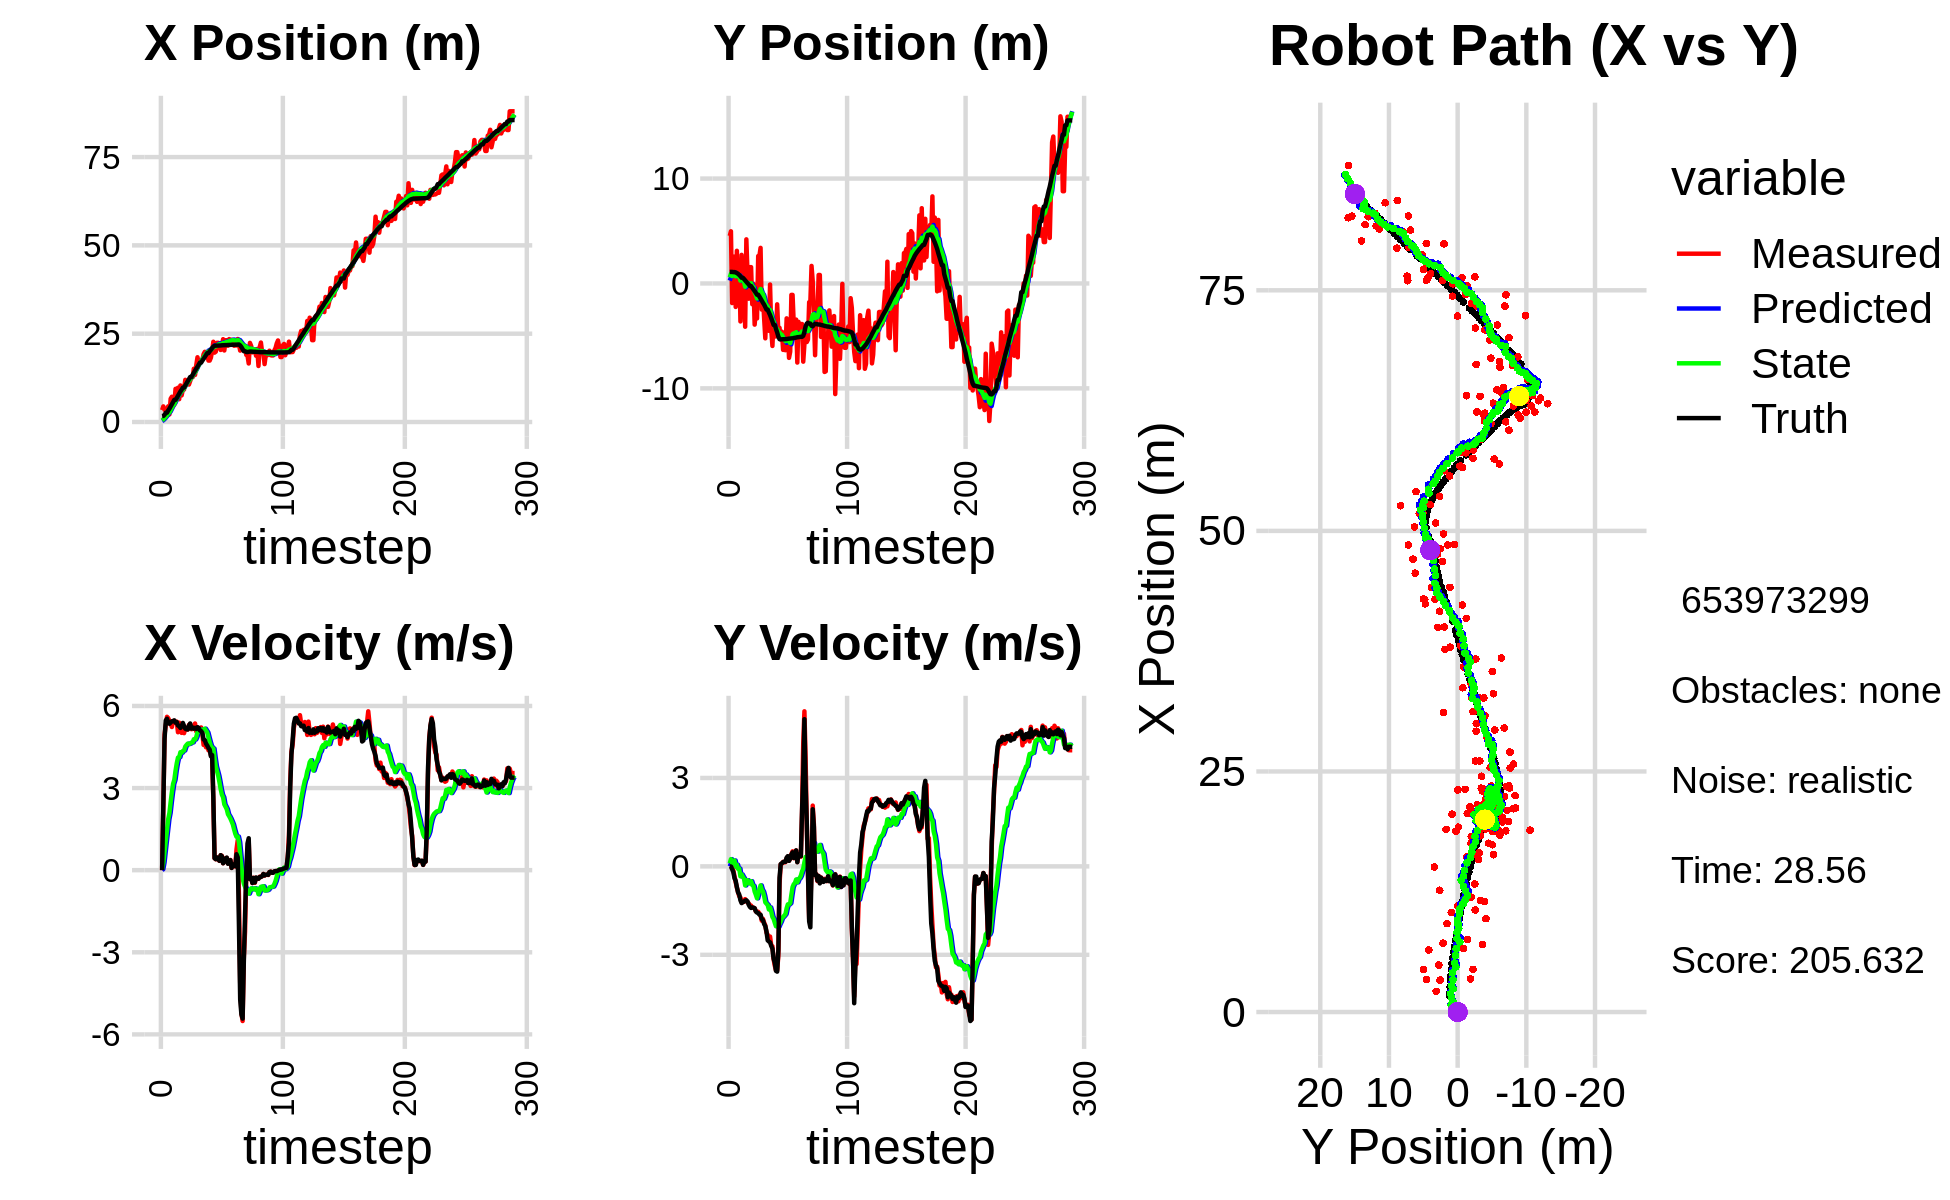 X Position (m)
75
50
25
0
0
100
200
300
timestep
Y Position (m)
10
0
-10
0
100
200
300
timestep
X Velocity (m/s)
6
3
0
-3
-6
0
100
200
300
timestep
Y Velocity (m/s)
3
0
-3
0
100
200
300
timestep
Robot Path (X vs Y)
X Position (m)
75
50
25
0
20 10 0 -10 -20
Y Position (m)
variable
Measured
Predicted
State
Truth
653973299
Obstacles: none
Noise: realistic
Time: 28.56
Score: 205.632